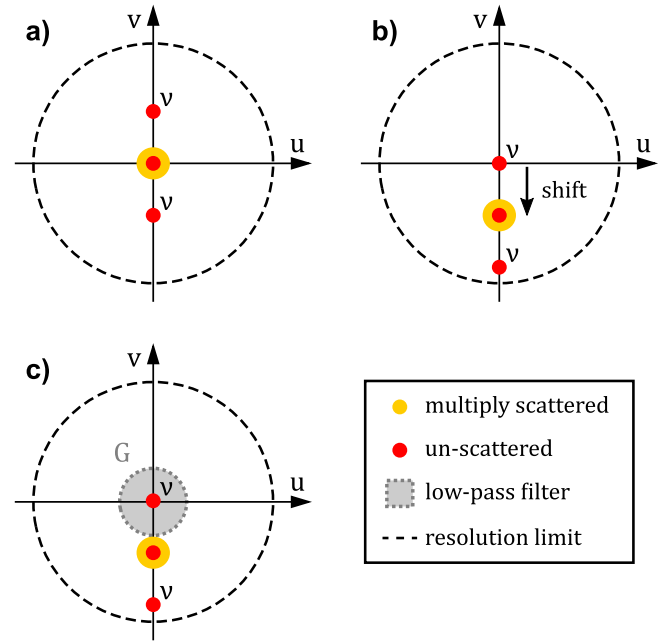 a)
v
u
ν
ν
b)
v
u
ν
shift
ν
c)
v
u
G
ν
ν
multiply scattered
un-scattered
low-pass filter
resolution limit